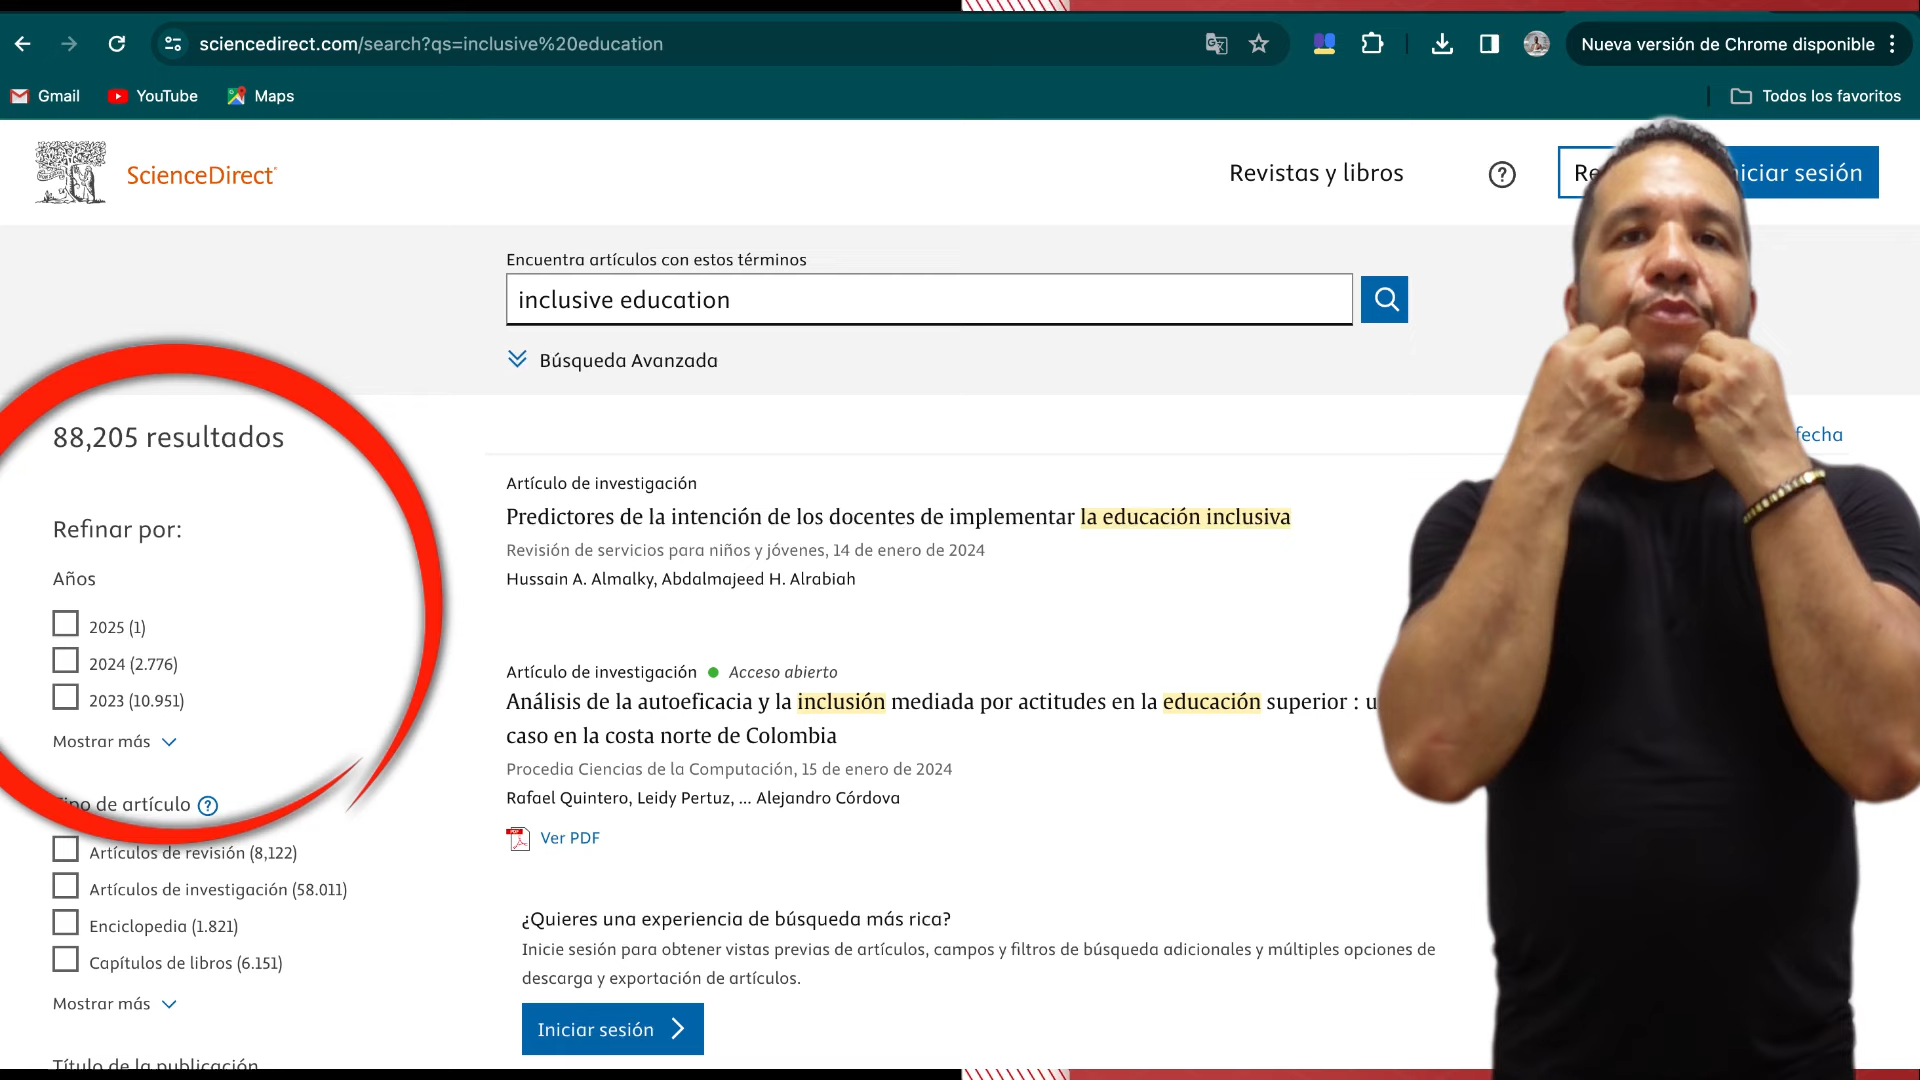 sciencedirect.com/search?qs=inclusive%20education
Nueva versión de Chrome disponible
Gmail
YouTube
Maps
Todos los favoritos
ScienceDirect
Revistas y libros
iciar sesión
Encuentra artículos con estos términos
inclusive education
Búsqueda Avanzada
88,205 resultados
fecha
Refinar por:
Años
2025 (1)
2024 (2.776)
2023 (10.951)
Mostrar más
Tipo de artículo
Artículos de revisión (8,122)
Artículos de investigación (58.011)
Enciclopedia (1.821)
Capítulos de libros (6.151)
Mostrar más
Título de la publicación
Artículo de investigación
Predictores de la intención de los docentes de implementar la educación inclusiva
Revisión de servicios para niños y jóvenes, 14 de enero de 2024
Hussain A. Almalky, Abdalmajeed H. Alrabiah
Artículo de investigación Acceso abierto
Análisis de la autoeficacia y la inclusión mediada por actitudes en la educación superior : u
caso en la costa norte de Colombia
Procedia Ciencias de la Computación, 15 de enero de 2024
Rafael Quintero, Leidy Pertuz, ... Alejandro Córdova
Ver PDF
¿Quieres una experiencia de búsqueda más rica?
Inicie sesión para obtener vistas previas de artículos, campos y filtros de búsqueda adicionales y múltiples opciones de
descarga y exportación de artículos.
Iniciar sesión